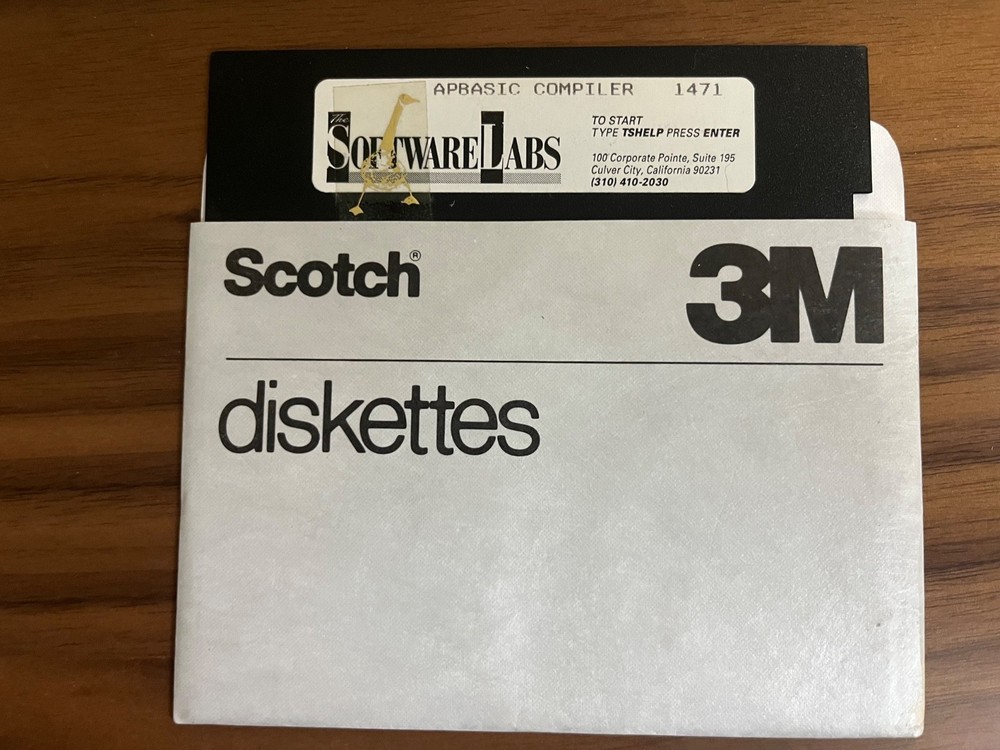 APBASIC COMPILER 1471
The SOFTWARE LABS
TO START
TYPE TSHELP PRESS ENTER
100 Corporate Pointe, Suite 195
Culver City, California 90231
(310) 410-2030
Scotch® 3M
diskettes